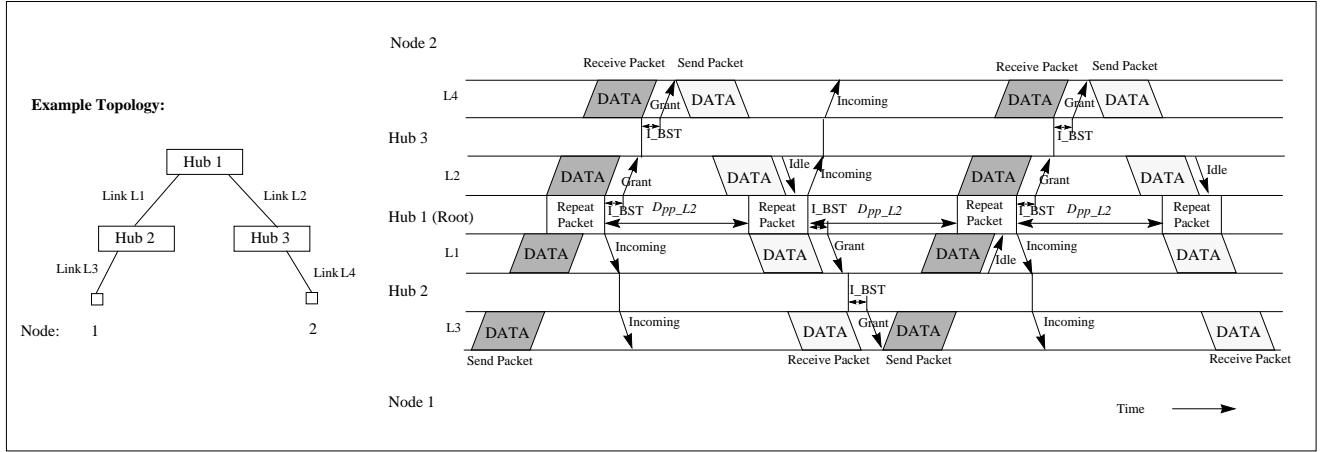 Example Topology:
Hub 1
Link L1
Link L2
Hub 2
Hub 3
Link L3
Link L4
Node:
1
2
Node 2
Receive Packet
Send Packet
Receive Packet
Send Packet
L4
DATA
Grant
DATA
Incoming
DATA
Grant
DATA
Hub 3
I_BST
I_BST
L2
DATA
Grant
DATA
Idle
Incoming
DATA
Grant
DATA
Idle
Hub 1 (Root)
Repeat
Packet
I_BST
Dpp_L2
Repeat
Packet
I_BST
Dpp_L2
Repeat
Packet
I_BST
Dpp_L2
Repeat
Packet
L1
DATA
Incoming
DATA
Grant
DATA
Idle
Incoming
DATA
Hub 2
I_BST
L3
DATA
Incoming
DATA
Grant
DATA
Incoming
DATA
Send Packet
Receive Packet
Send Packet
Receive Packet
Node 1
Time